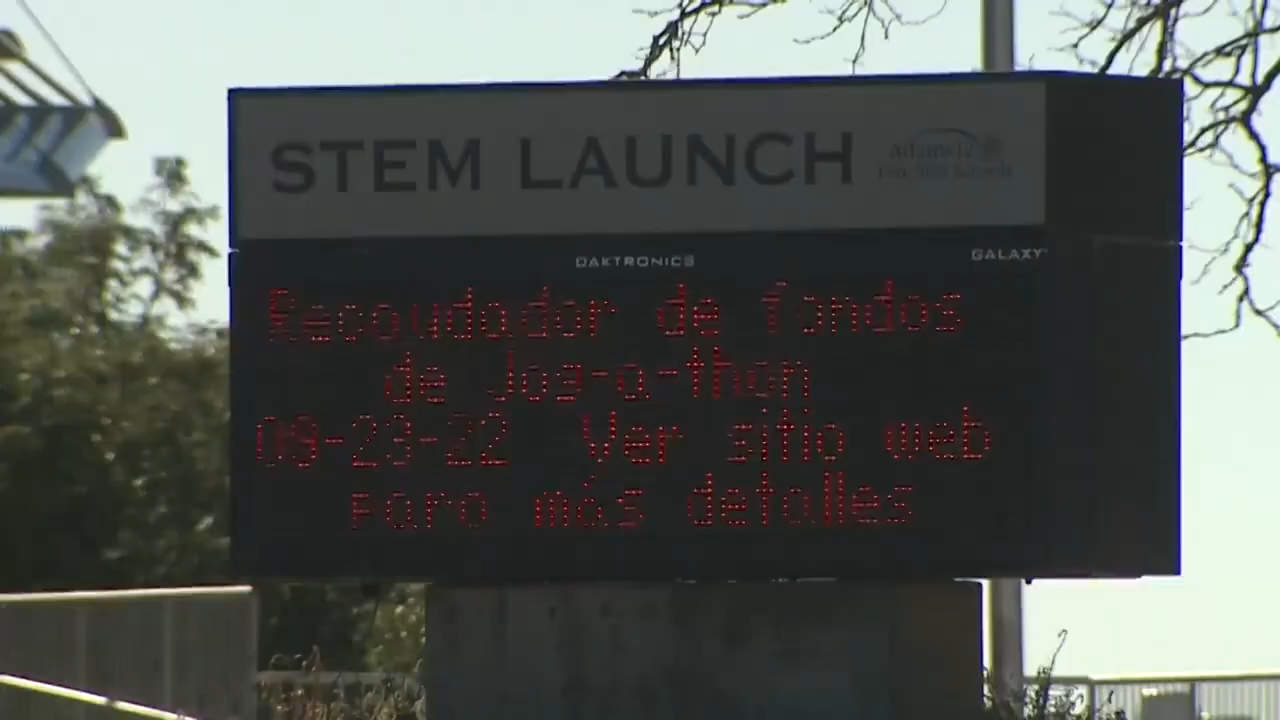 STEM LAUNCH
DAKTRONICS
GALAXY
Recaudador de fondos
de Jog-a-thon
09-23-22 Ver sitio web
para más detalles